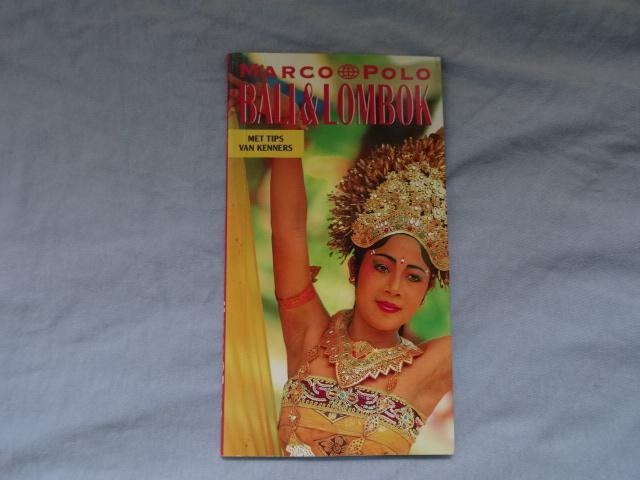 MARCO POLO
BALI & LOMBOK
MET TIPS
VAN KENNERS